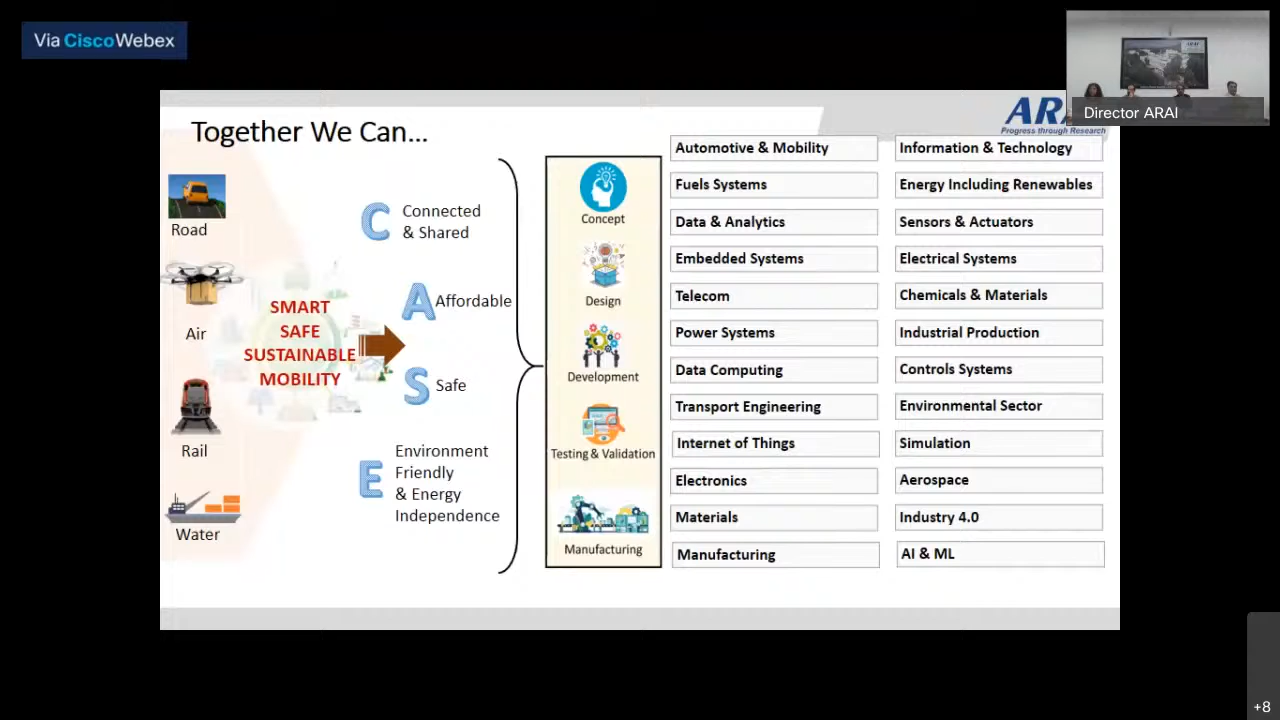 Via Cisco Webex
Director ARAI
Progress through Research
Together We Can...
Road
Air
Rail
Water
SMART
SAFE
SUSTAINABLE
MOBILITY
C
Connected
& Shared
A
Affordable
S
Safe
E
Environment
Friendly
& Energy
Independence
Concept
Design
Development
Testing & Validation
Manufacturing
Automotive & Mobility
Fuels Systems
Data & Analytics
Embedded Systems
Telecom
Power Systems
Data Computing
Transport Engineering
Internet of Things
Electronics
Materials
Manufacturing
Information & Technology
Energy Including Renewables
Sensors & Actuators
Electrical Systems
Chemicals & Materials
Industrial Production
Controls Systems
Environmental Sector
Simulation
Aerospace
Industry 4.0
AI & ML
+8